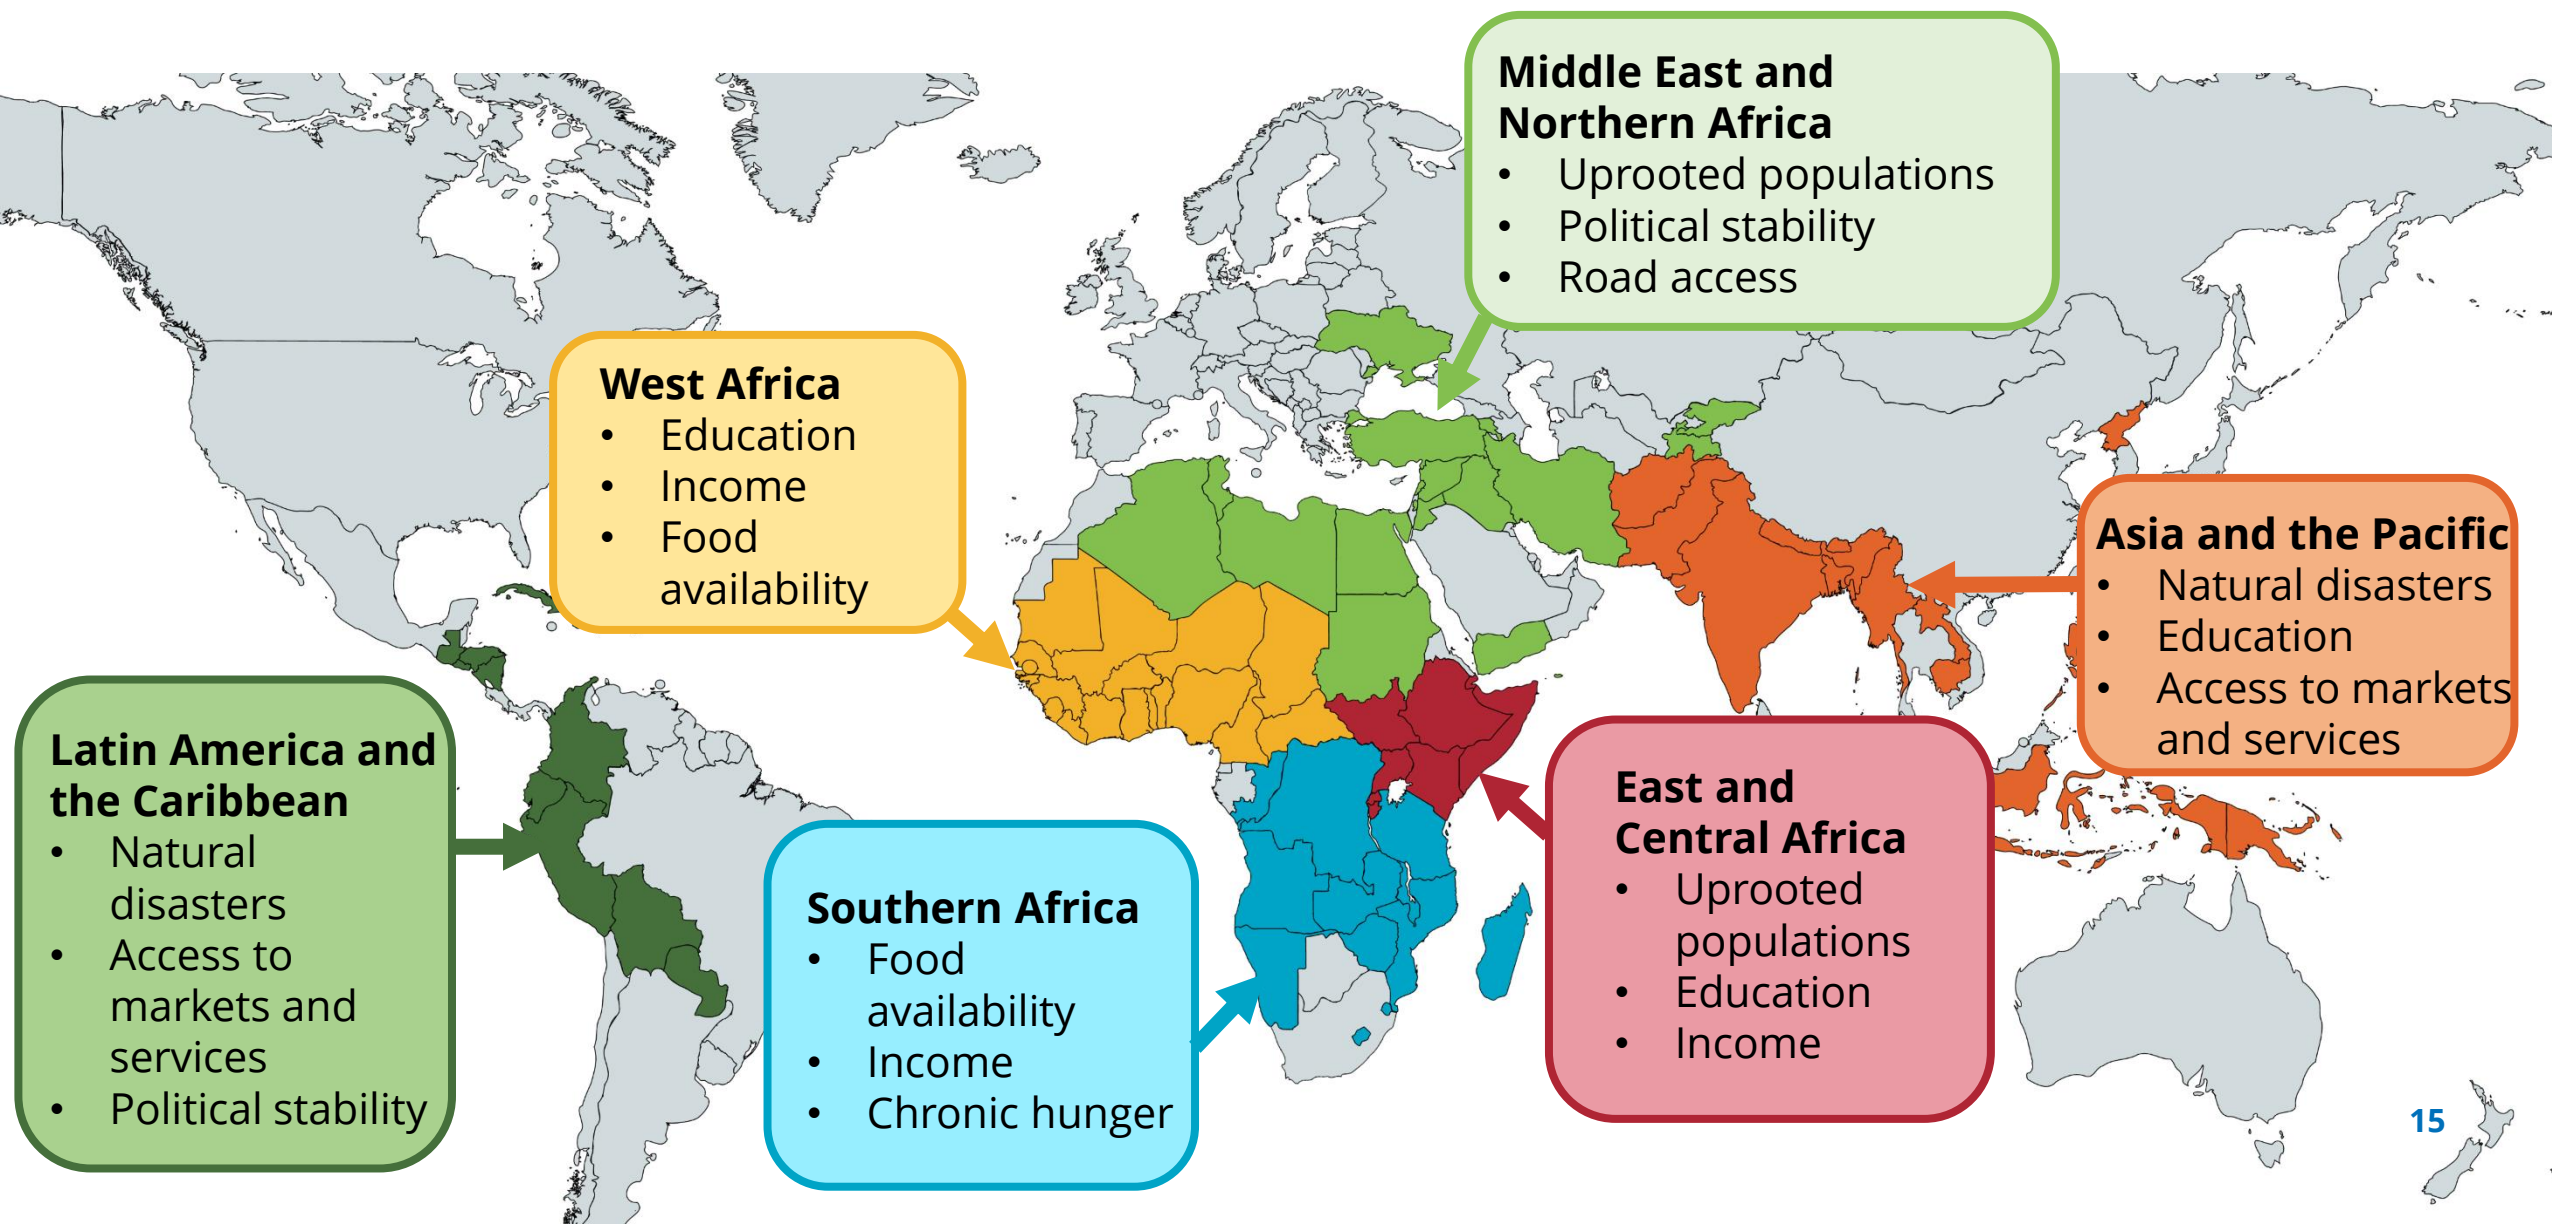 Middle East and
Northern Africa
• Uprooted populations
• Political stability
• Road access
West Africa
• Education
• Income
• Food
availability
Asia and the Pacific
• Natural disasters
• Education
• Access to markets
and services
Latin America and
the Caribbean
• Natural
disasters
• Access to
markets and
services
• Political stability
Southern Africa
• Food
availability
• Income
• Chronic hunger
East and
Central Africa
• Uprooted
populations
• Education
• Income
15